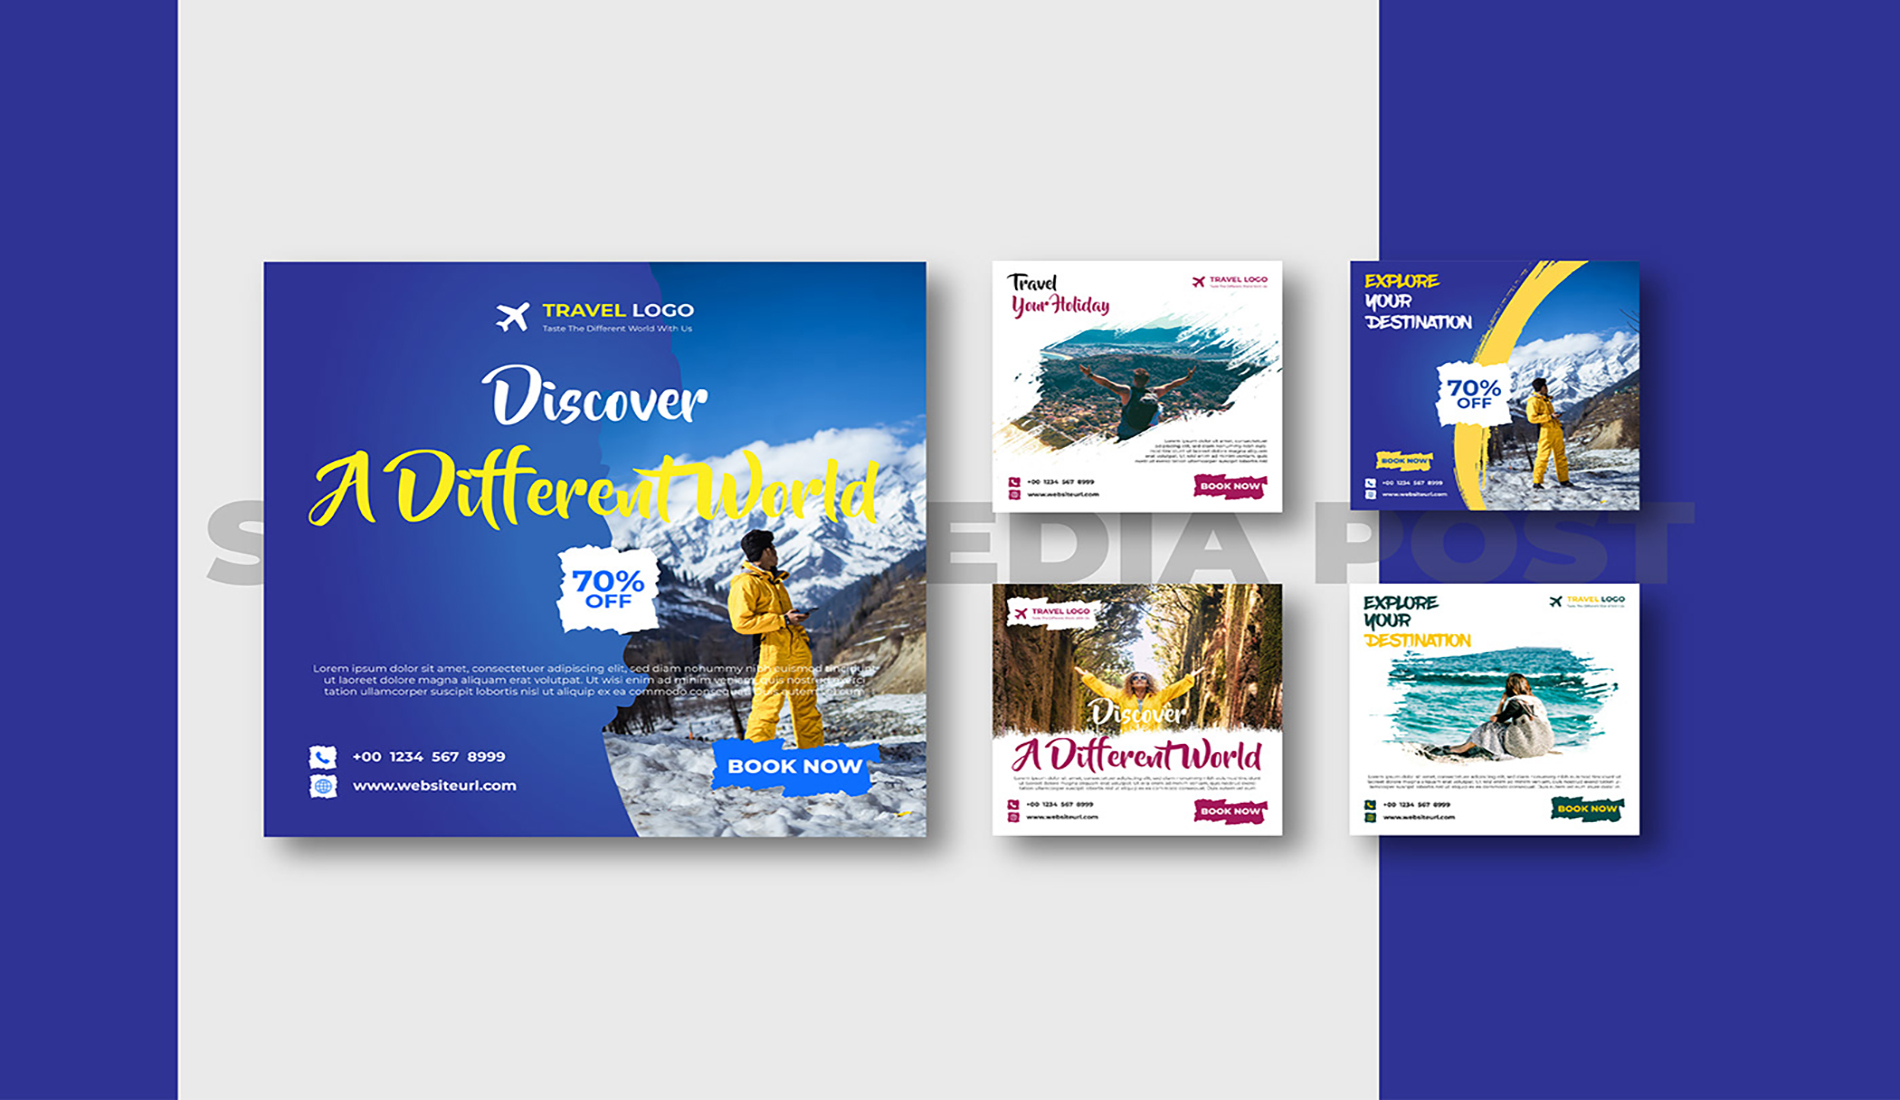 TRAVEL LOGO
Taste The Different World With Us
Discover
A Different World
70%
OFF
Lorem ipsum dolor sit amet, consectetuer adipiscing elit, sed diam nonummy nibh euismod tincidunt
ut laoreet dolore magna aliquam erat volutpat. Ut wisi enim ad minim veniam, quis nostrud exerci
tation ullamcorper suscipit lobortis nisl ut aliquip ex ea commodo consequat. Duis autem vel eum
+00 1234 567 8999
www.websiteurl.com
BOOK NOW
Travel
Your Holiday
TRAVEL LOGO
+00 1234 567 8999
www.websiteurl.com
BOOK NOW
EXPLORE
YOUR
DESTINATION
70%
OFF
BOOK NOW
+00 1234 567 8999
www.websiteurl.com
S EDIA POST
TRAVEL LOGO
Discover
A Different World
+00 1234 567 8999
www.websiteurl.com
BOOK NOW
EXPLORE
YOUR
DESTINATION
TRAVEL LOGO
+00 1234 567 8999
www.websiteurl.com
BOOK NOW